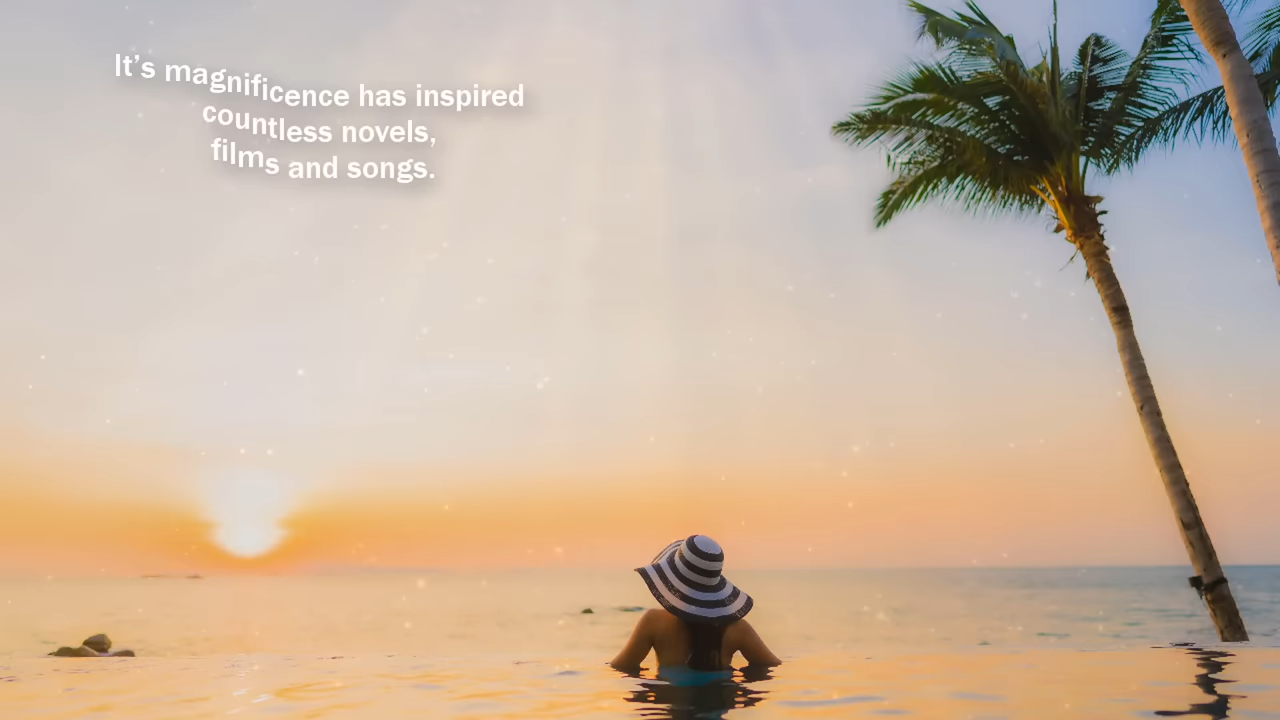 It’s magnificence has inspired
countless novels,
films and songs.